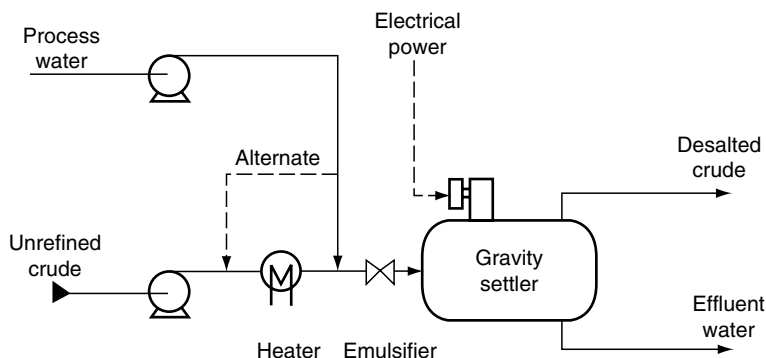 Process
water
Electrical
power
Alternate
Desalted
crude
Unrefined
crude
Gravity
settler
Effluent
water
Heater
Emulsifier